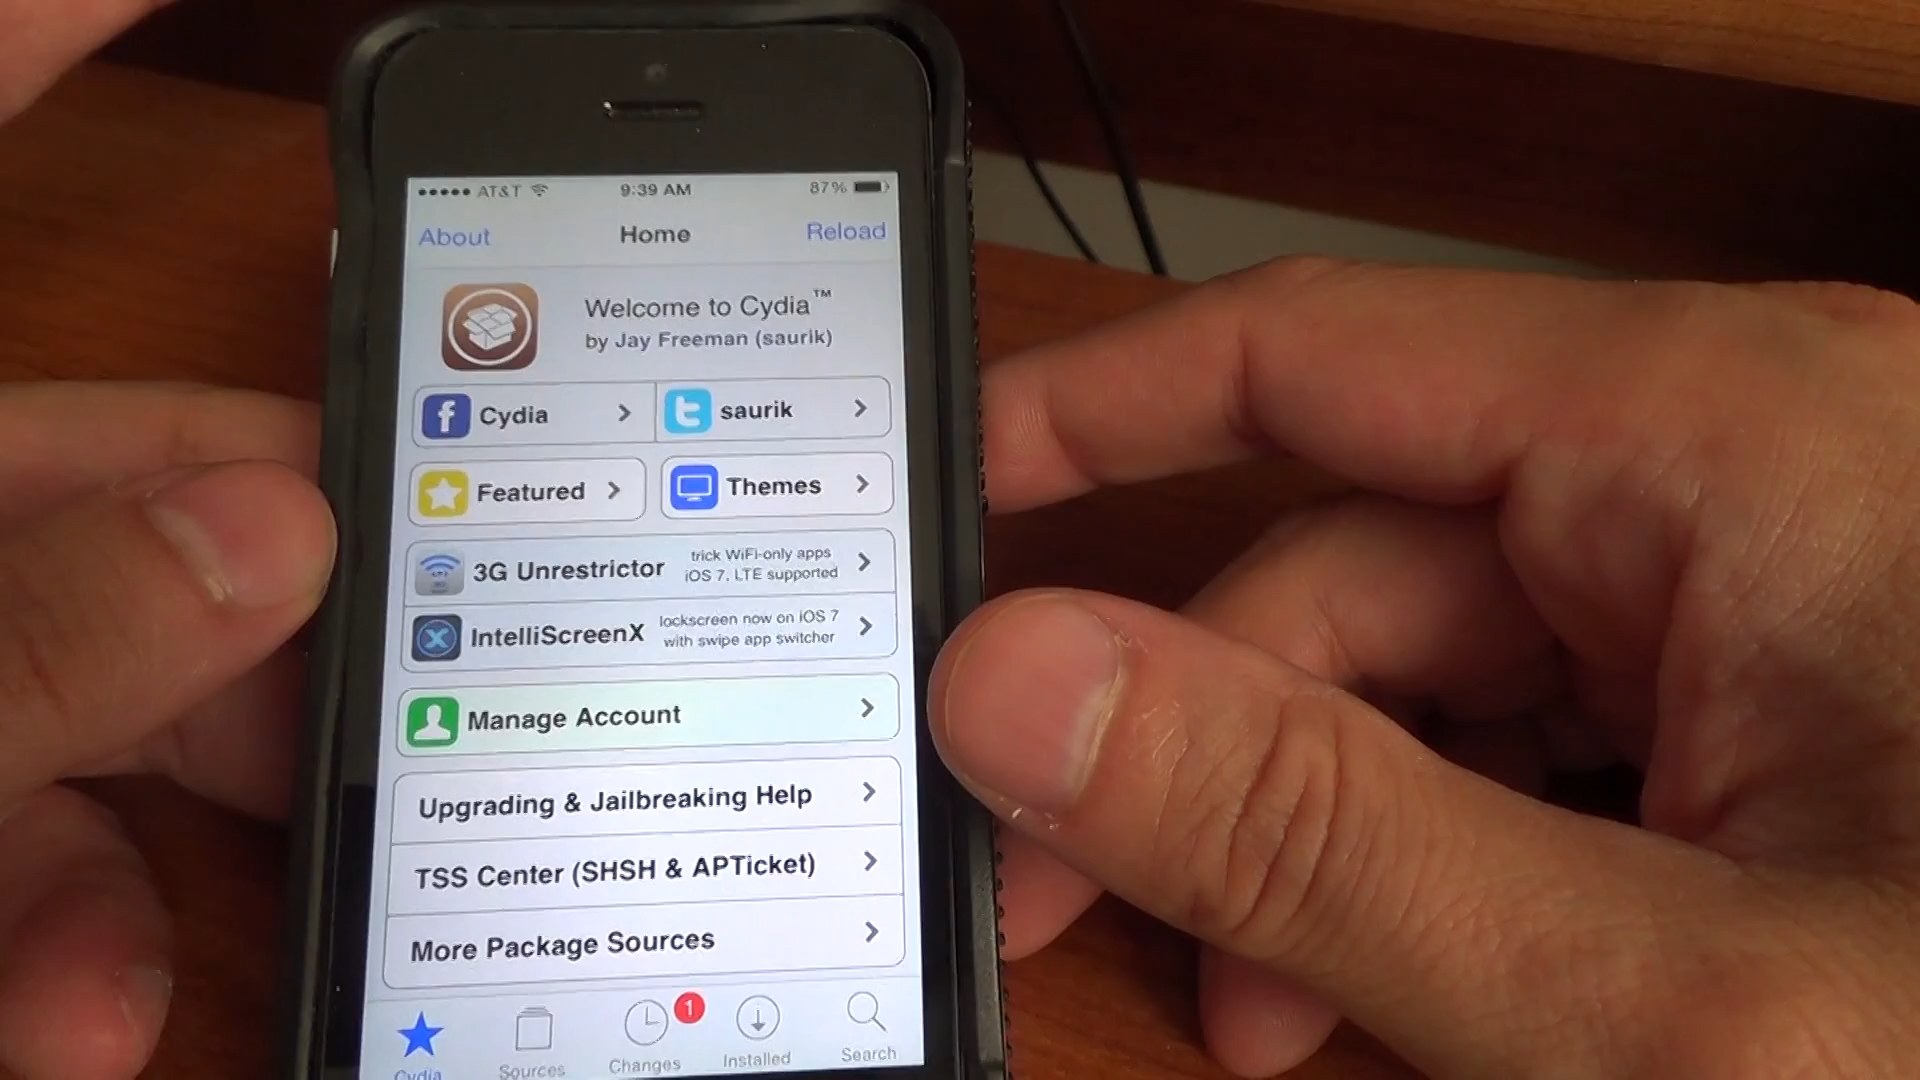 AT&T 9:39 AM 87%
About Home Reload
Welcome to Cydia™
by Jay Freeman (saurik)
Cydia saurik
Featured Themes
3G Unrestrictor trick WiFi-only apps
iOS 7, LTE supported
IntelliScreenX lockscreen now on iOS 7
with swipe app switcher
Manage Account
Upgrading & Jailbreaking Help
TSS Center (SHSH & APTicket)
More Package Sources
1
Cydia Sources Changes Installed Search